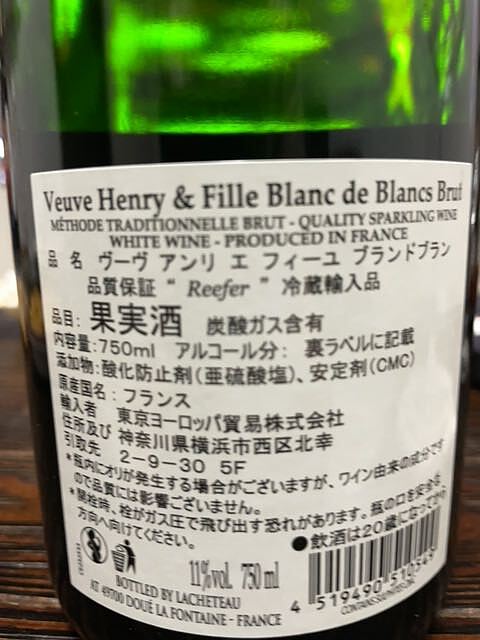 Veuve Henry & Fille Blanc de Blancs Brut
MÉTHODE TRADITIONNELLE BRUT - QUALITY SPARKLING WINE
WHITE WINE - PRODUCED IN FRANCE
品 名 ヴーヴ アンリ エ フィーユ ブランドブラン
品質保証 “ Reefer ” 冷蔵輸入品
品目: 果実酒 炭酸ガス含有
内容量:750ml アルコール分: 裏ラベルに記載
添加物:酸化防止剤(亜硫酸塩)、安定剤(CMC)
原産国名:フランス
輸入者 東京ヨーロッパ貿易株式会社
住所及び 神奈川県横浜市西区北幸
引取先 2-9-30 5F
*瓶内にオリが発生する場合がございますが、ワイン由来の成分です
ので品質には影響ございません。
*開栓時、栓がガス圧で飛び出す恐れがあります。瓶の口を安全な
方向へ向けてください。
●飲酒は20歳になってから
11%vol. 750 ml
BOTTLED BY LACHETEAU
AT 49700 DOUÉ LA FONTAINE - FRANCE
4 519490 510345